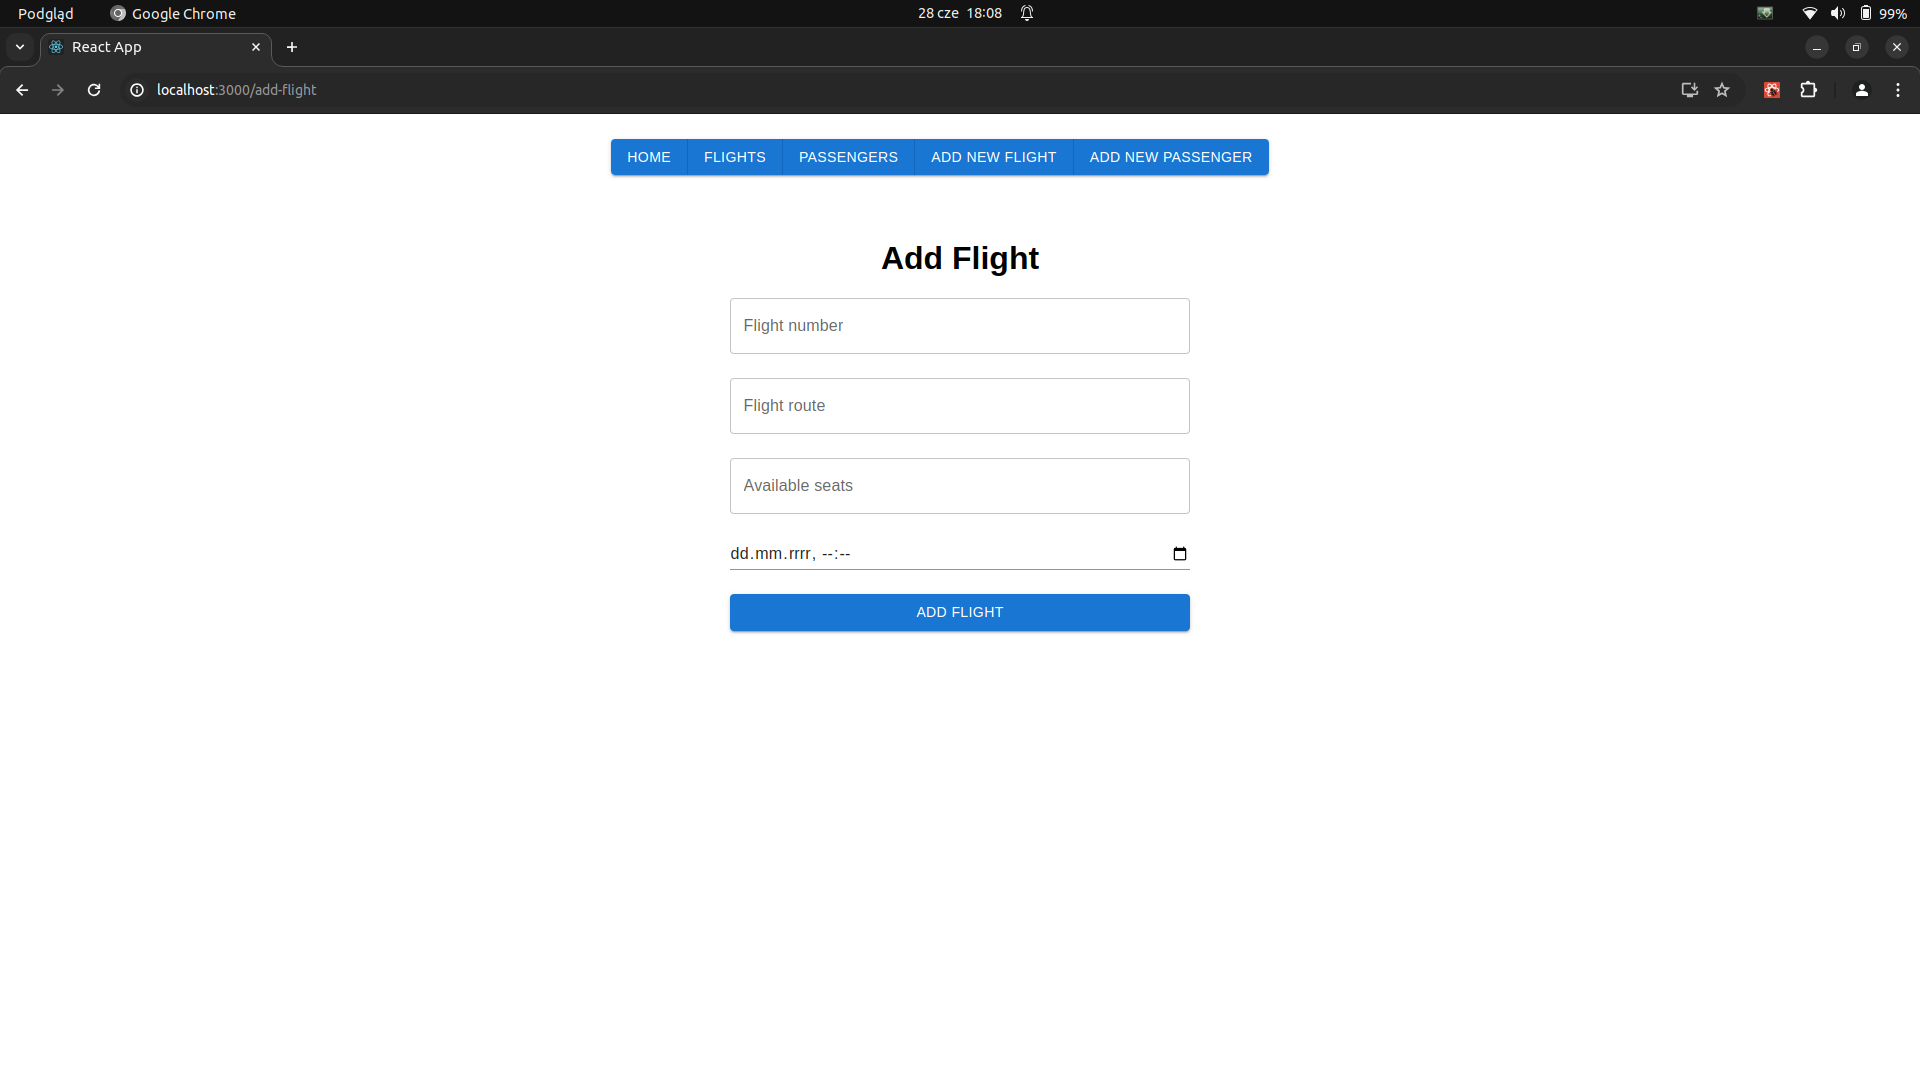 Podgląd Google Chrome 28 cze 18:08 99%
React App
localhost:3000/add-flight
HOME FLIGHTS PASSENGERS ADD NEW FLIGHT ADD NEW PASSENGER
Add Flight
Flight number
Flight route
Available seats
dd.mm.rrrr, --:--
ADD FLIGHT